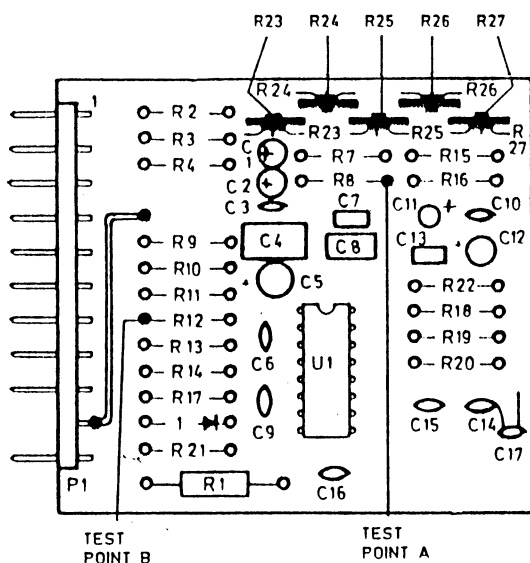 R23 R24 R25 R26 R27
R24 R26
R23 R25 R
27
1
R2
R3
R4
C
1
C2
C3
R7
R8
R15
R16
C7
C8
C11
C10
C13
C12
C4
C5
R9
R10
R11
R12
R13
R14
R17
1
R21
R1
C6
C9
U1
R22
R18
R19
R20
C15
C14
C17
C16
P1
TEST
POINT B
TEST
POINT A